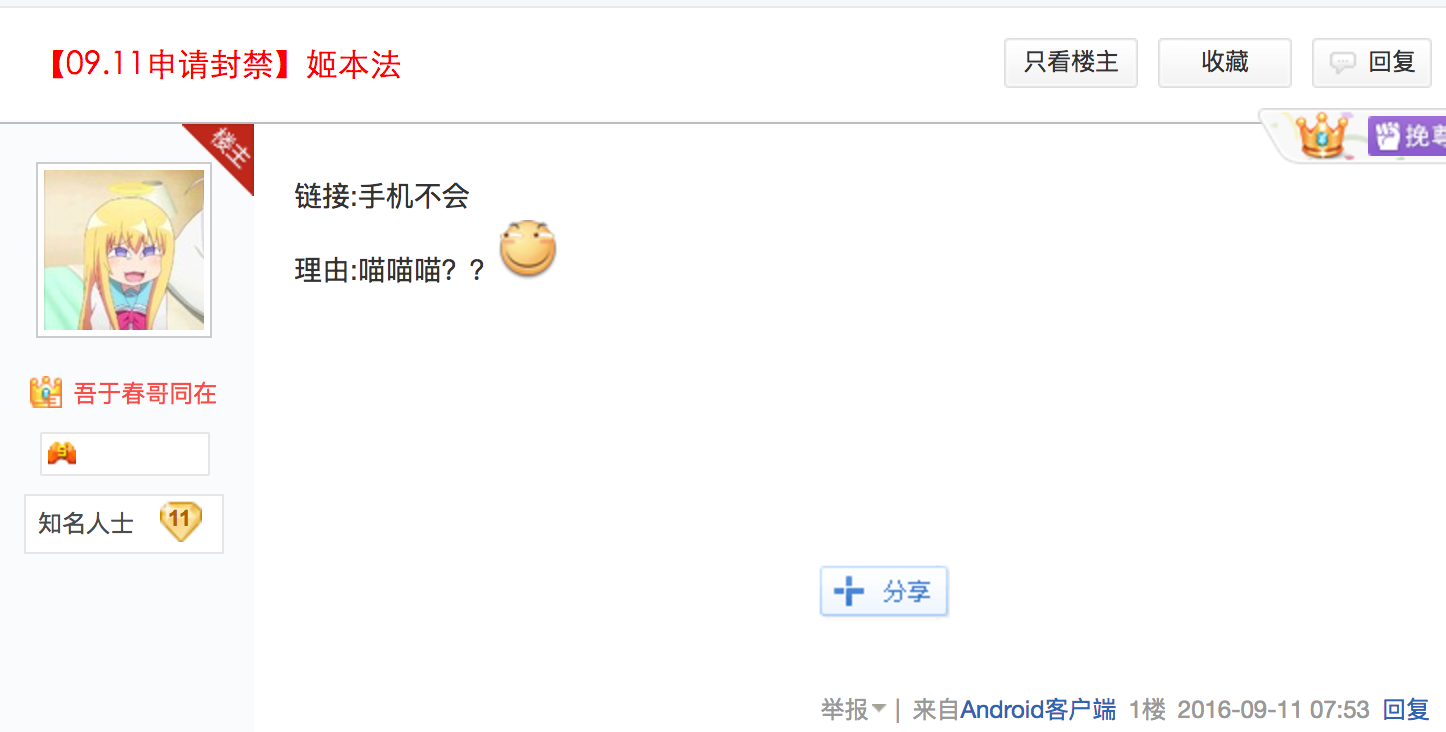 【09.11申请封禁】姬本法
只看楼主
收藏
回复
楼主
挽尊
链接:手机不会
理由:喵喵喵？？
吾于春哥同在
9
知名人士 11
分享
举报 | 来自Android客户端 1楼 2016-09-11 07:53 回复